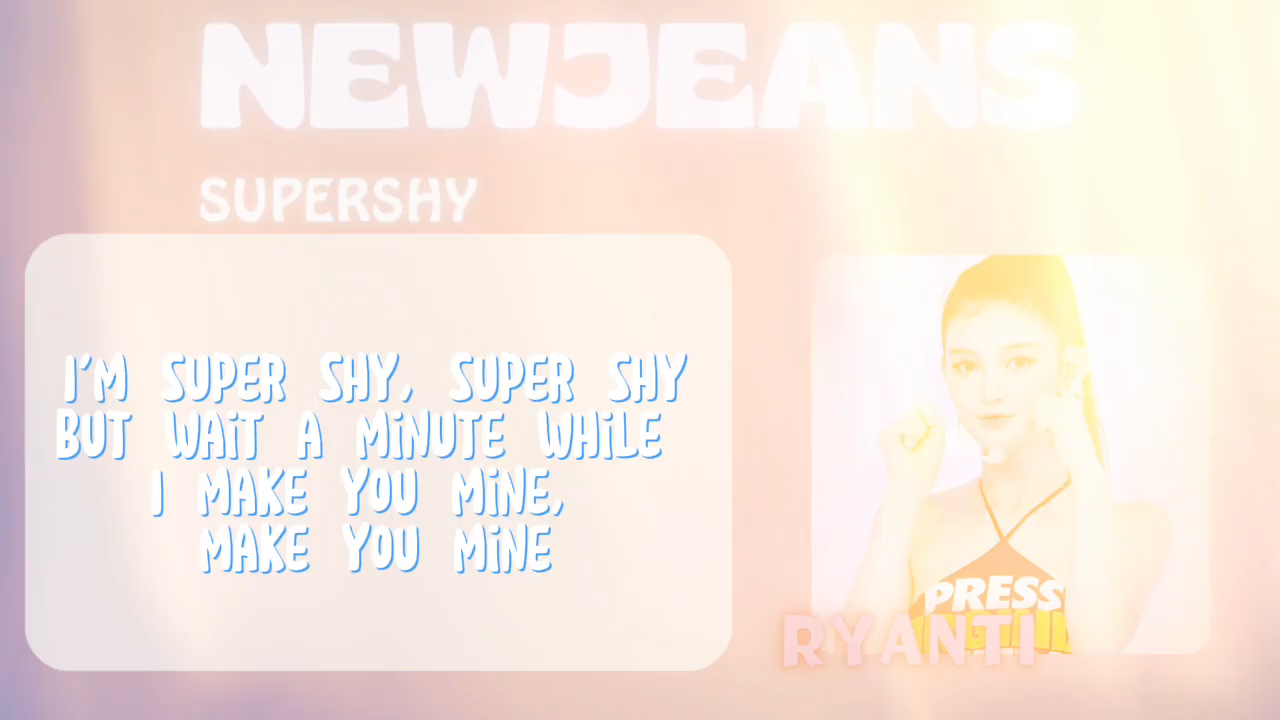 NEWJEANS
SUPERSHY
I'M SUPER SHY, SUPER SHY
BUT WAIT A MINUTE WHILE
I MAKE YOU MINE,
MAKE YOU MINE
PRESS
RYANTI